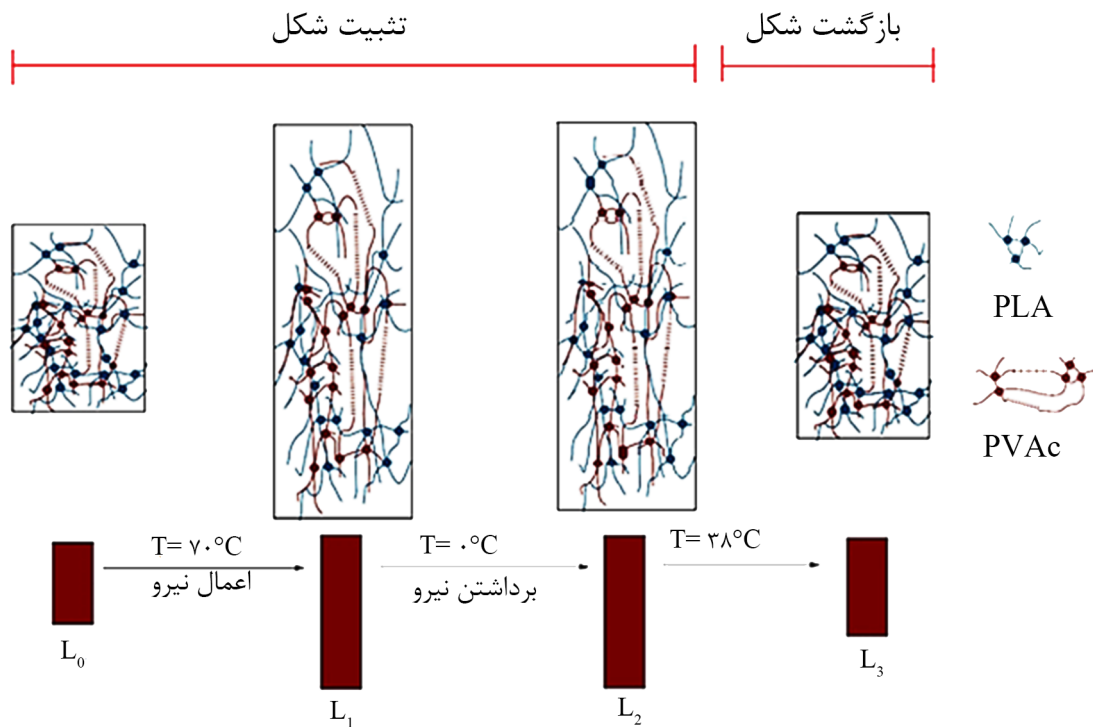 تثبیت شکل
بازگشت شکل
PLA
PVAc
T= ۷۰°C
اعمال نیرو
T= ۰°C
برداشتن نیرو
T= ۳۸°C
L₀
L₁
L₂
L₃